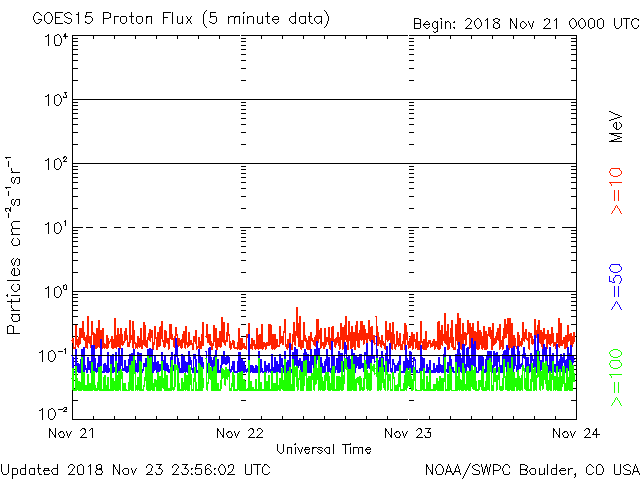 GOES15 Proton Flux (5 minute data)
Begin: 2018 Nov 21 0000 UTC
10⁴
10³
10²
10¹
10⁰
10⁻¹
10⁻²
Particles cm⁻²s⁻¹sr⁻¹
MeV
>=10
>=50
>=100
Nov 21
Nov 22
Nov 23
Nov 24
Universal Time
Updated 2018 Nov 23 23:56:02 UTC
NOAA/SWPC Boulder, CO USA